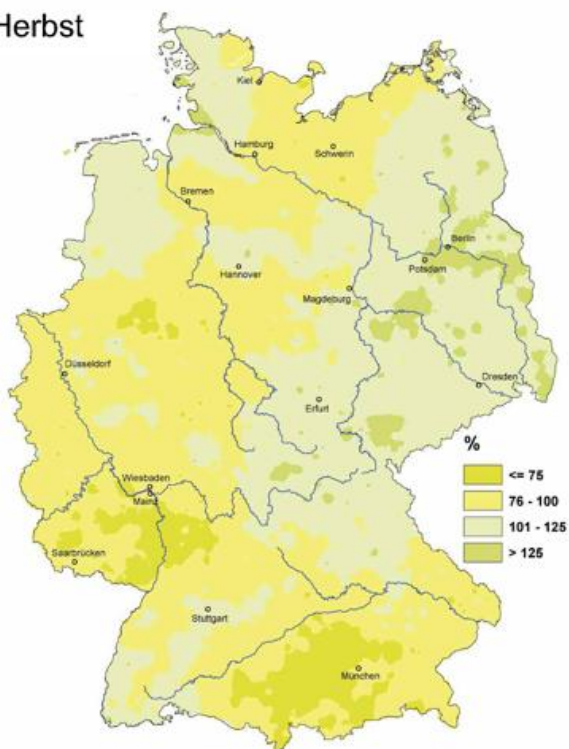 Herbst
Kiel
Hamburg
Schwerin
Bremen
Berlin
Potsdam
Hannover
Magdeburg
Düsseldorf
Dresden
Erfurt
%
<= 75
76 - 100
101 - 125
> 125
Wiesbaden
Mainz
Saarbrücken
Stuttgart
München